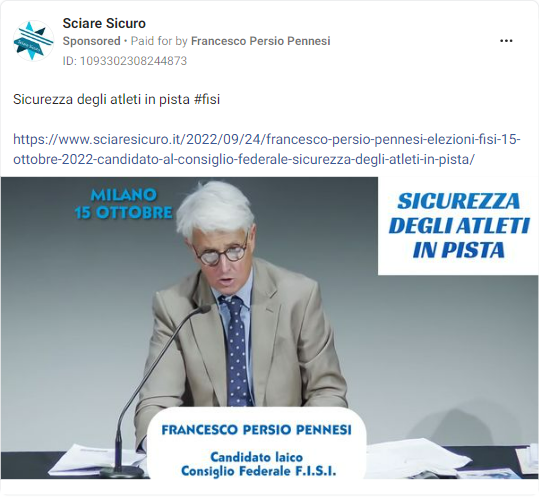 Sciare Sicuro
Sponsored • Paid for by Francesco Persio Pennesi
ID: 1093302308244873
Sicurezza degli atleti in pista #fisi
https://www.sciaresicuro.it/2022/09/24/francesco-persio-pennesi-elezioni-fisi-15-
ottobre-2022-candidato-al-consiglio-federale-sicurezza-degli-atleti-in-pista/
MILANO
15 OTTOBRE
SICUREZZA
DEGLI ATLETI
IN PISTA
FRANCESCO PERSIO PENNESI
Candidato laico
Consiglio Federale F.I.S.I.